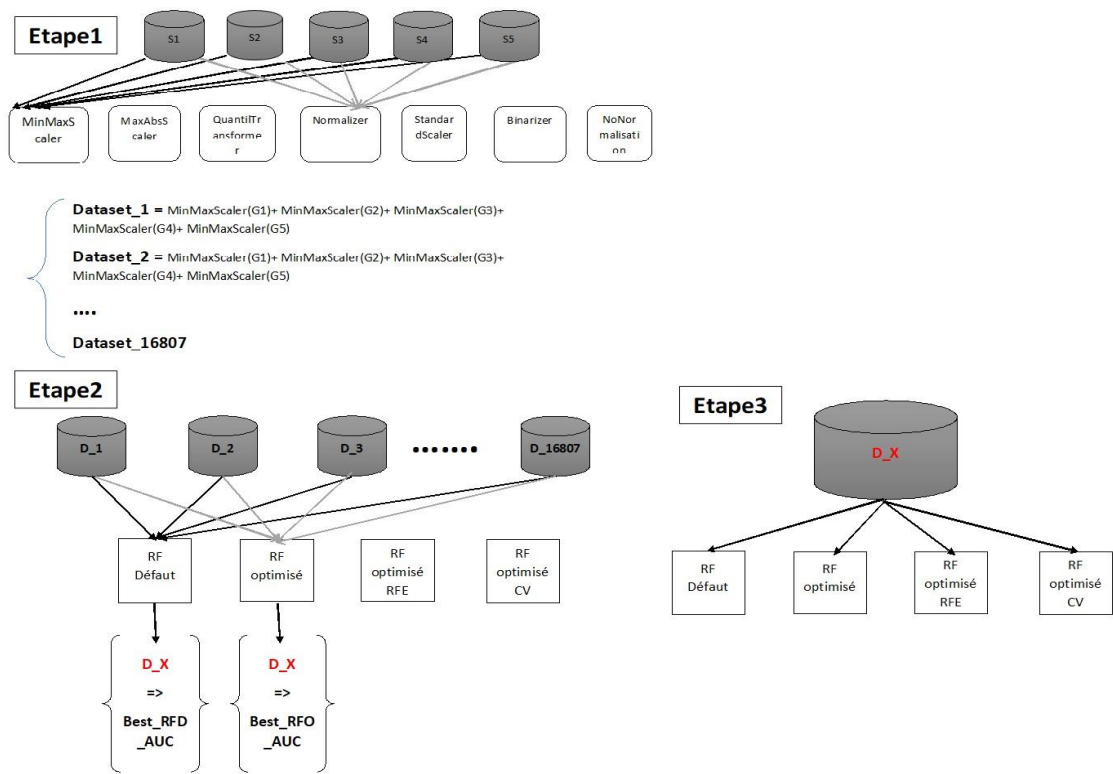 Etape1
S1
S2
S3
S4
S5
MinMaxS
caler
MaxAbsS
caler
QuantilTr
ansforme
r
Normalizer
Standar
dScaler
Binarizer
NoNor
malisati
on
Dataset_1 = MinMaxScaler(G1)+ MinMaxScaler(G2)+ MinMaxScaler(G3)+
MinMaxScaler(G4)+ MinMaxScaler(G5)
Dataset_2 = MinMaxScaler(G1)+ MinMaxScaler(G2)+ MinMaxScaler(G3)+
MinMaxScaler(G4)+ MinMaxScaler(G5)
....
Dataset_16807
Etape2
D_1
D_2
D_3
.......
D_16807
RF
Défaut
RF
optimisé
RF
optimisé
RFE
RF
optimisé
CV
D_X
=>
Best_RFD
_AUC
D_X
=>
Best_RFO
_AUC
Etape3
D_X
RF
Défaut
RF
optimisé
RF
optimisé
RFE
RF
optimisé
CV